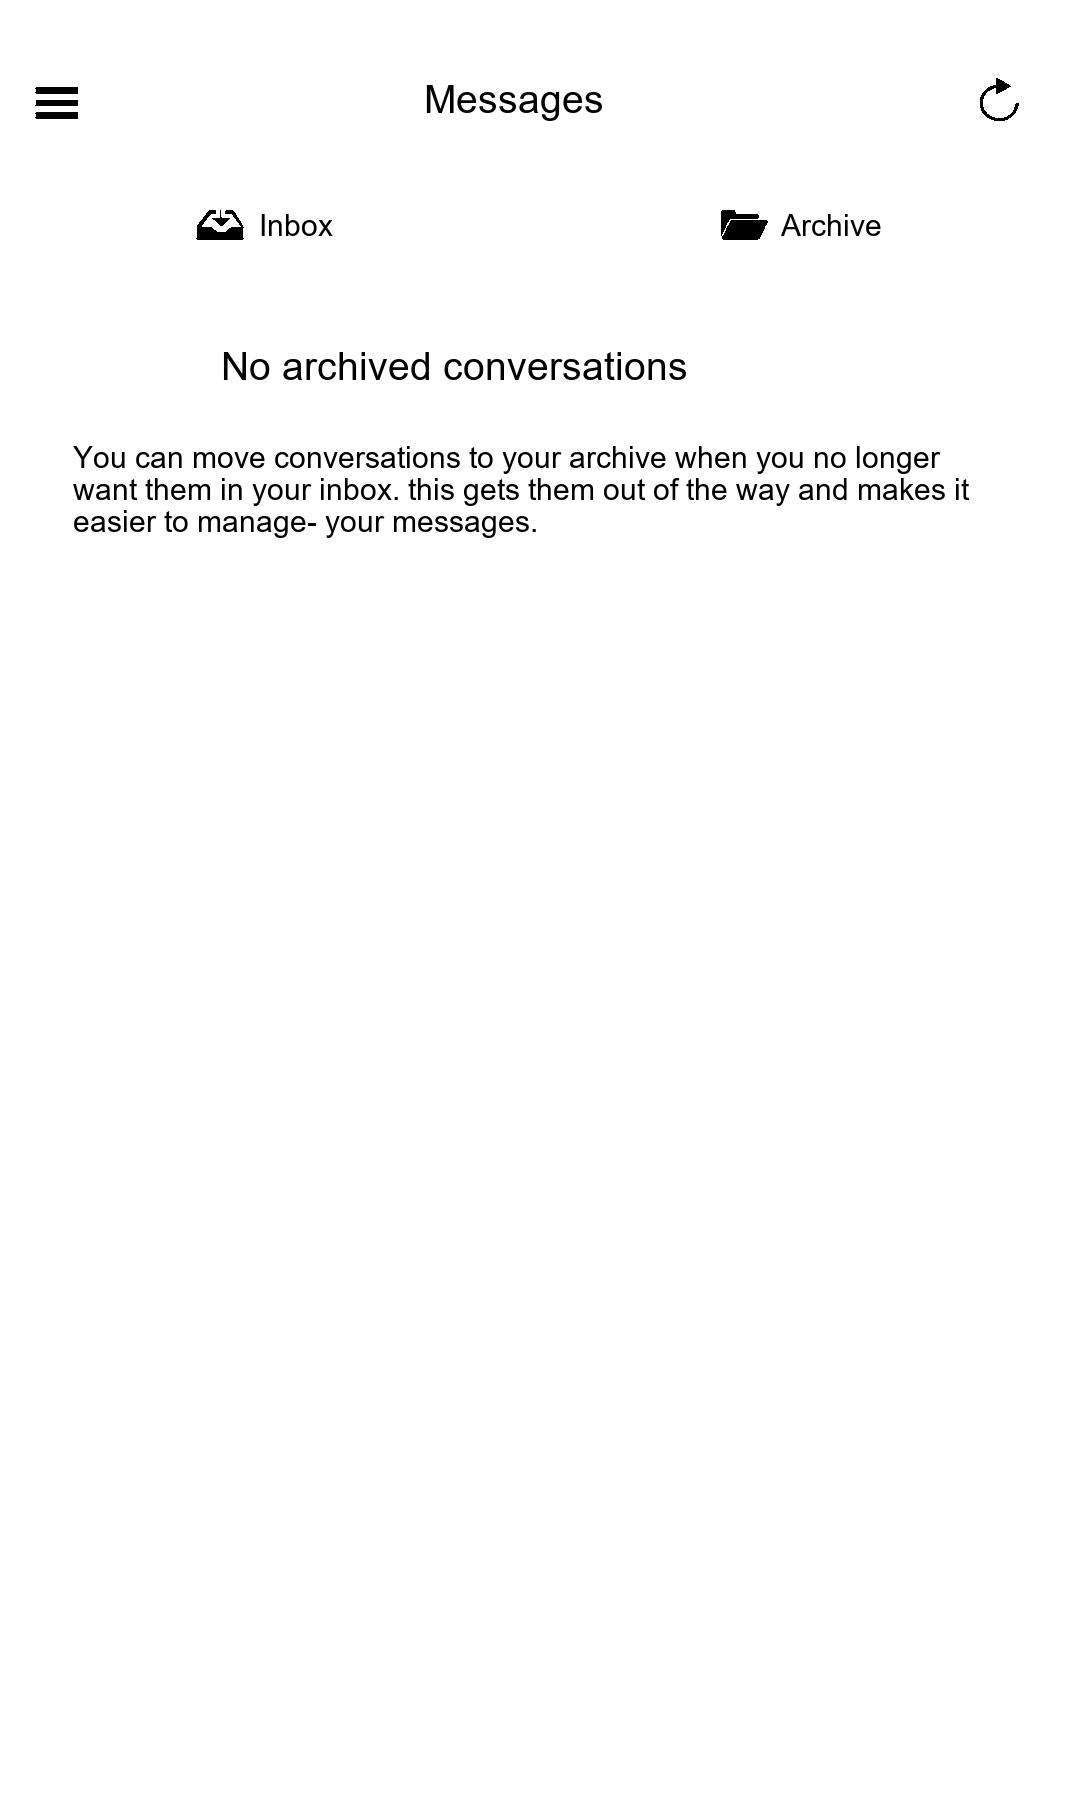 Messages
Inbox
Archive
No archived conversations
You can move conversations to your archive when you no longer
want them in your inbox. this gets them out of the way and makes it
easier to manage- your messages.